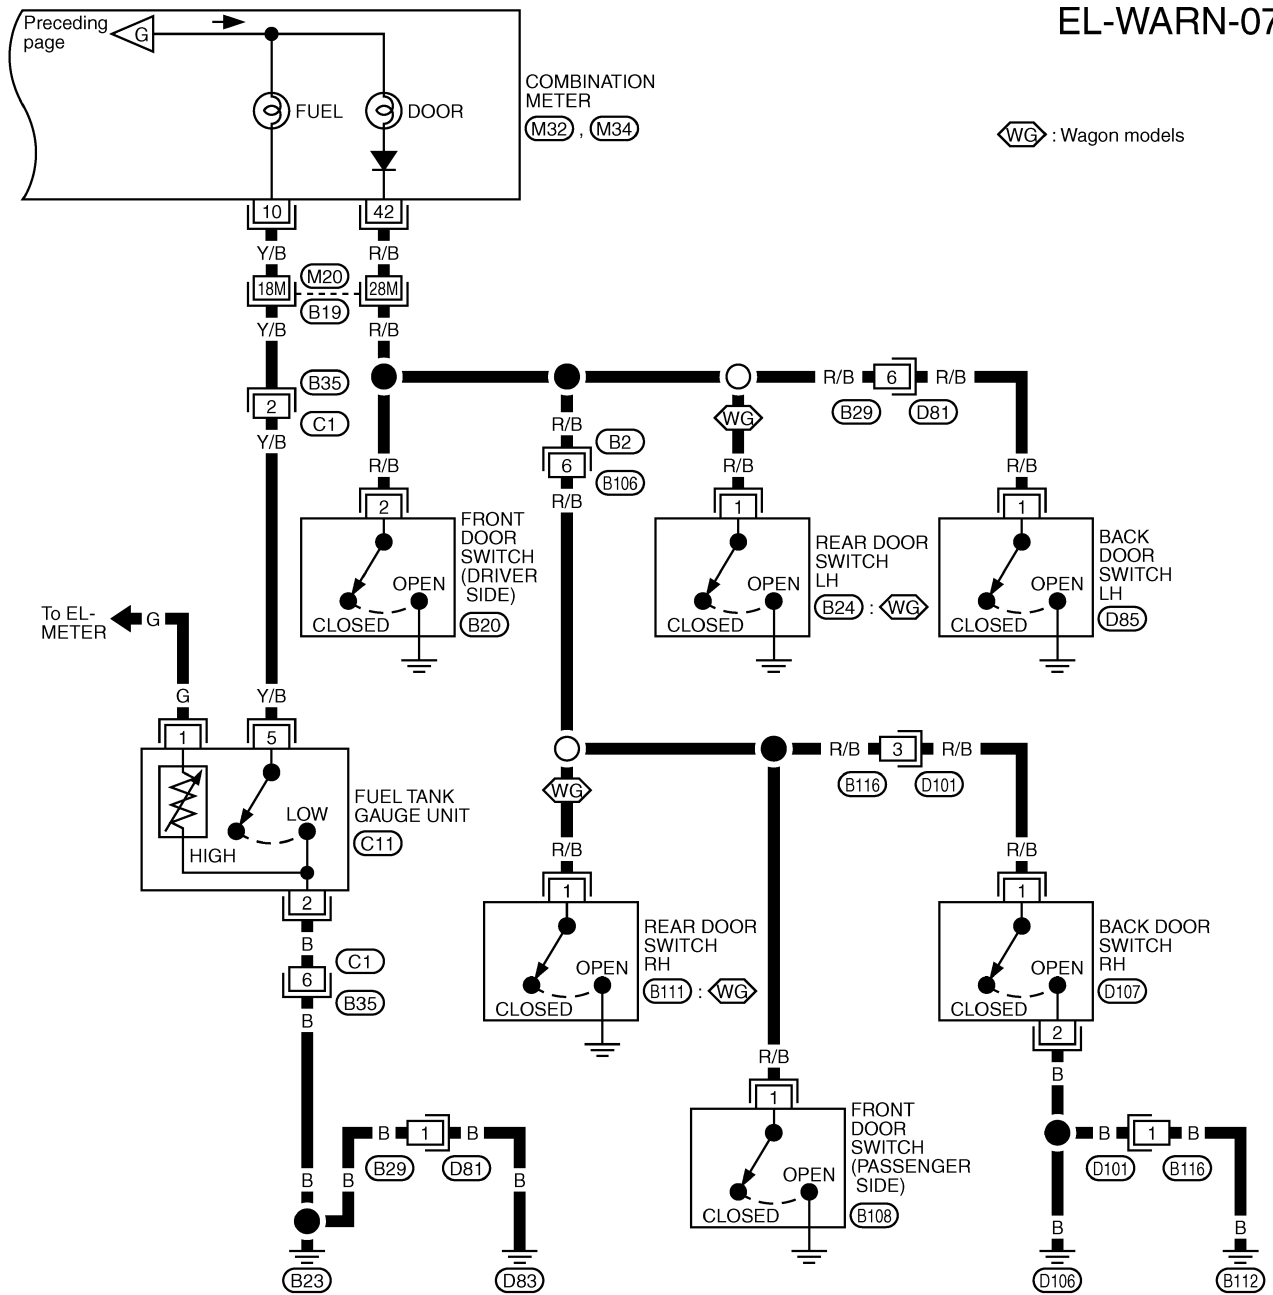 EL-WARN-07
Preceding
page
G
FUEL
DOOR
COMBINATION
METER
M32 , M34
WG : Wagon models
10
42
Y/B
R/B
18M
M20
28M
B19
Y/B
R/B
B35
2
C1
Y/B
R/B
6
R/B
B29
D81
WG
R/B
B2
6
B106
R/B
R/B
R/B
R/B
2
1
1
FRONT
DOOR
SWITCH
(DRIVER
SIDE)
B20
OPEN
CLOSED
REAR DOOR
SWITCH
LH
B24 : WG
OPEN
CLOSED
BACK
DOOR
SWITCH
LH
D85
OPEN
CLOSED
To EL-
METER
G
G
Y/B
1
5
LOW
HIGH
FUEL TANK
GAUGE UNIT
C11
2
B
C1
6
B35
B
WG
R/B
R/B
3
R/B
B116
D101
R/B
1
REAR DOOR
SWITCH
RH
B111 : WG
OPEN
CLOSED
1
BACK DOOR
SWITCH
RH
D107
OPEN
CLOSED
2
B
R/B
1
FRONT
DOOR
SWITCH
(PASSENGER
SIDE)
B108
OPEN
CLOSED
B
1
B
B29
D81
B
B
B
B23
D83
B
1
B
D101
B116
B
B
D106
B112